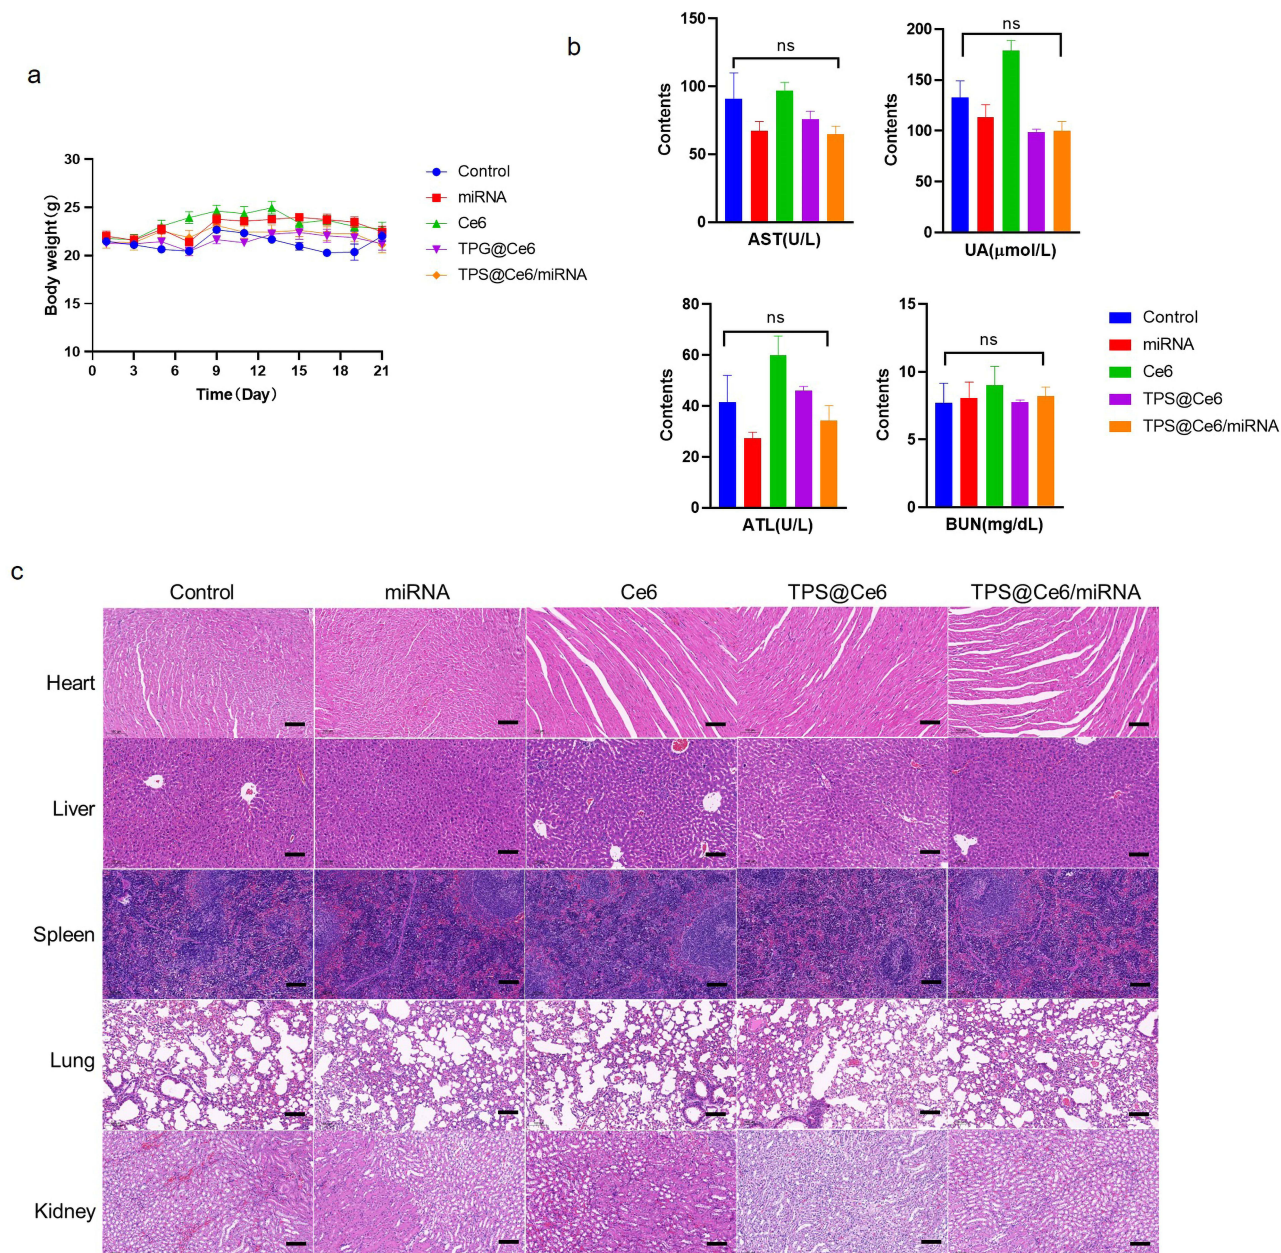 a
30
25
20
15
10
Body weight(g)
0 3 6 9 12 15 18 21
Time(Day)
Control
miRNA
Ce6
TPG@Ce6
TPS@Ce6/miRNA
b
150
100
50
0
Contents
ns
AST(U/L)
200
150
100
50
0
Contents
ns
UA(μmol/L)
80
60
40
20
0
Contents
ns
ATL(U/L)
15
10
5
0
Contents
ns
BUN(mg/dL)
Control
miRNA
Ce6
TPS@Ce6
TPS@Ce6/miRNA
c
Control miRNA Ce6 TPS@Ce6 TPS@Ce6/miRNA
Heart
Liver
Spleen
Lung
Kidney